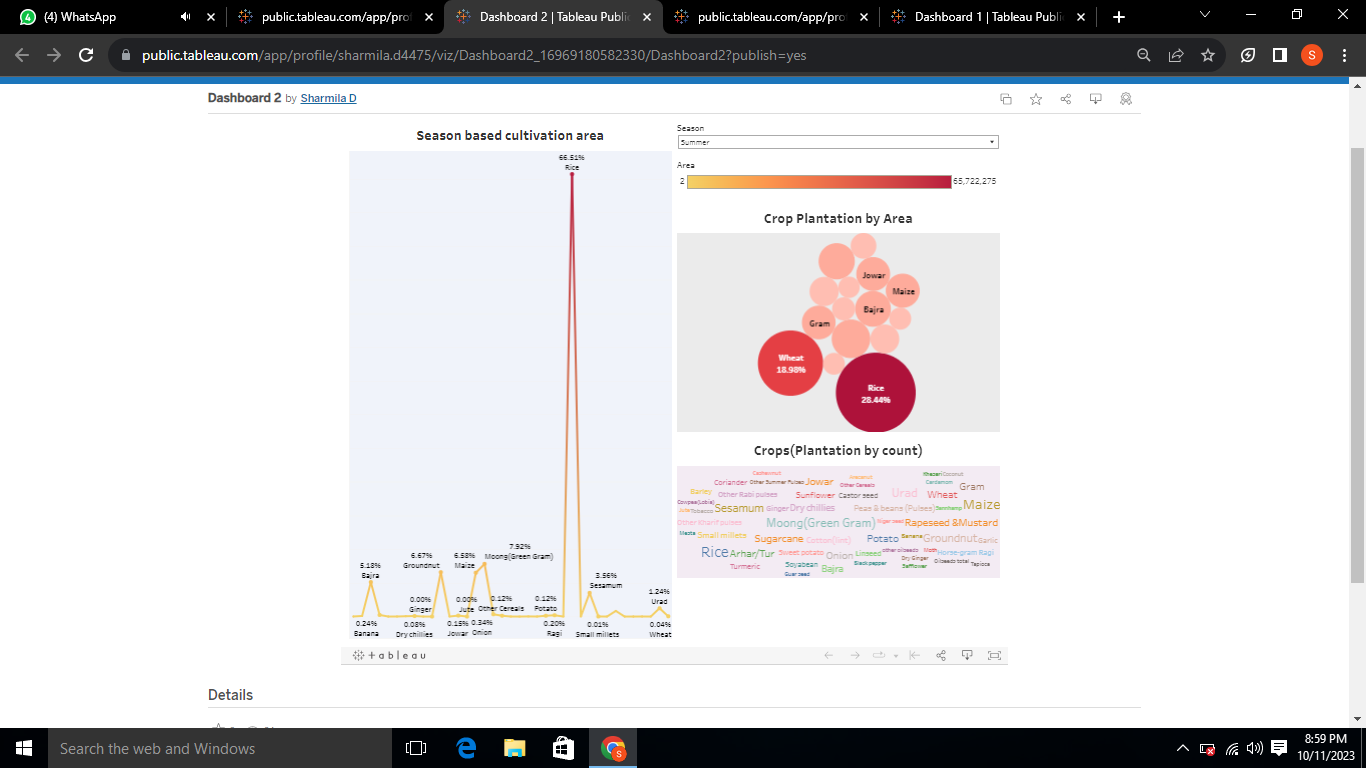 (4) WhatsApp
public.tableau.com/app/prof
Dashboard 2 | Tableau Public
public.tableau.com/app/prof
Dashboard 1 | Tableau Public
public.tableau.com/app/profile/sharmila.d4475/viz/Dashboard2_16969180582330/Dashboard2?publish=yes
S
Dashboard 2 by Sharmila D
Season based cultivation area
66.51%
Rice
7.92%
Moong(Green Gram)
6.67%
Groundnut
6.58%
Maize
5.18%
Bajra
3.56%
Sesamum
1.24%
Urad
0.00%
Ginger
0.00%
Jute
0.12%
Other Cereals
0.12%
Potato
0.24%
Banana
0.08%
Dry chillies
0.15%
Jowar
0.34%
Onion
0.20%
Ragi
0.01%
Small millets
0.04%
Wheat
Season
Summer
Area
2
65,722,275
Crop Plantation by Area
Jowar
Maize
Bajra
Gram
Wheat
18.98%
Rice
28.44%
Crops(Plantation by count)
Cashewnut
Arecanut
Khesari Coconut
Coriander Other Summer Pulses Jowar Other Cereals Cardamom Gram
Barley Other Rabi pulses Sunflower Castor seed Urad Wheat
Cowpea(Lobia) Jute Tobacco Sesamum Ginger Dry chillies Peas & beans (Pulses) Sannhamp Maize
Other Kharif pulses Moong(Green Gram) Niger seed Rapeseed &Mustard
Mesta Small millets Sugarcane Cotton(lint) Potato Banana Groundnut Garlic
Rice Arhar/Tur Sweet potato Onion Linseed other oilseeds Moth Horse-gram Ragi
Turmeric Soyabean Bajra Black pepper Dry Ginger Safflower Oilseeds total Tapioca
Guar seed
+ a b l e a u
Details
Search the web and Windows
S
8:59 PM
10/11/2023